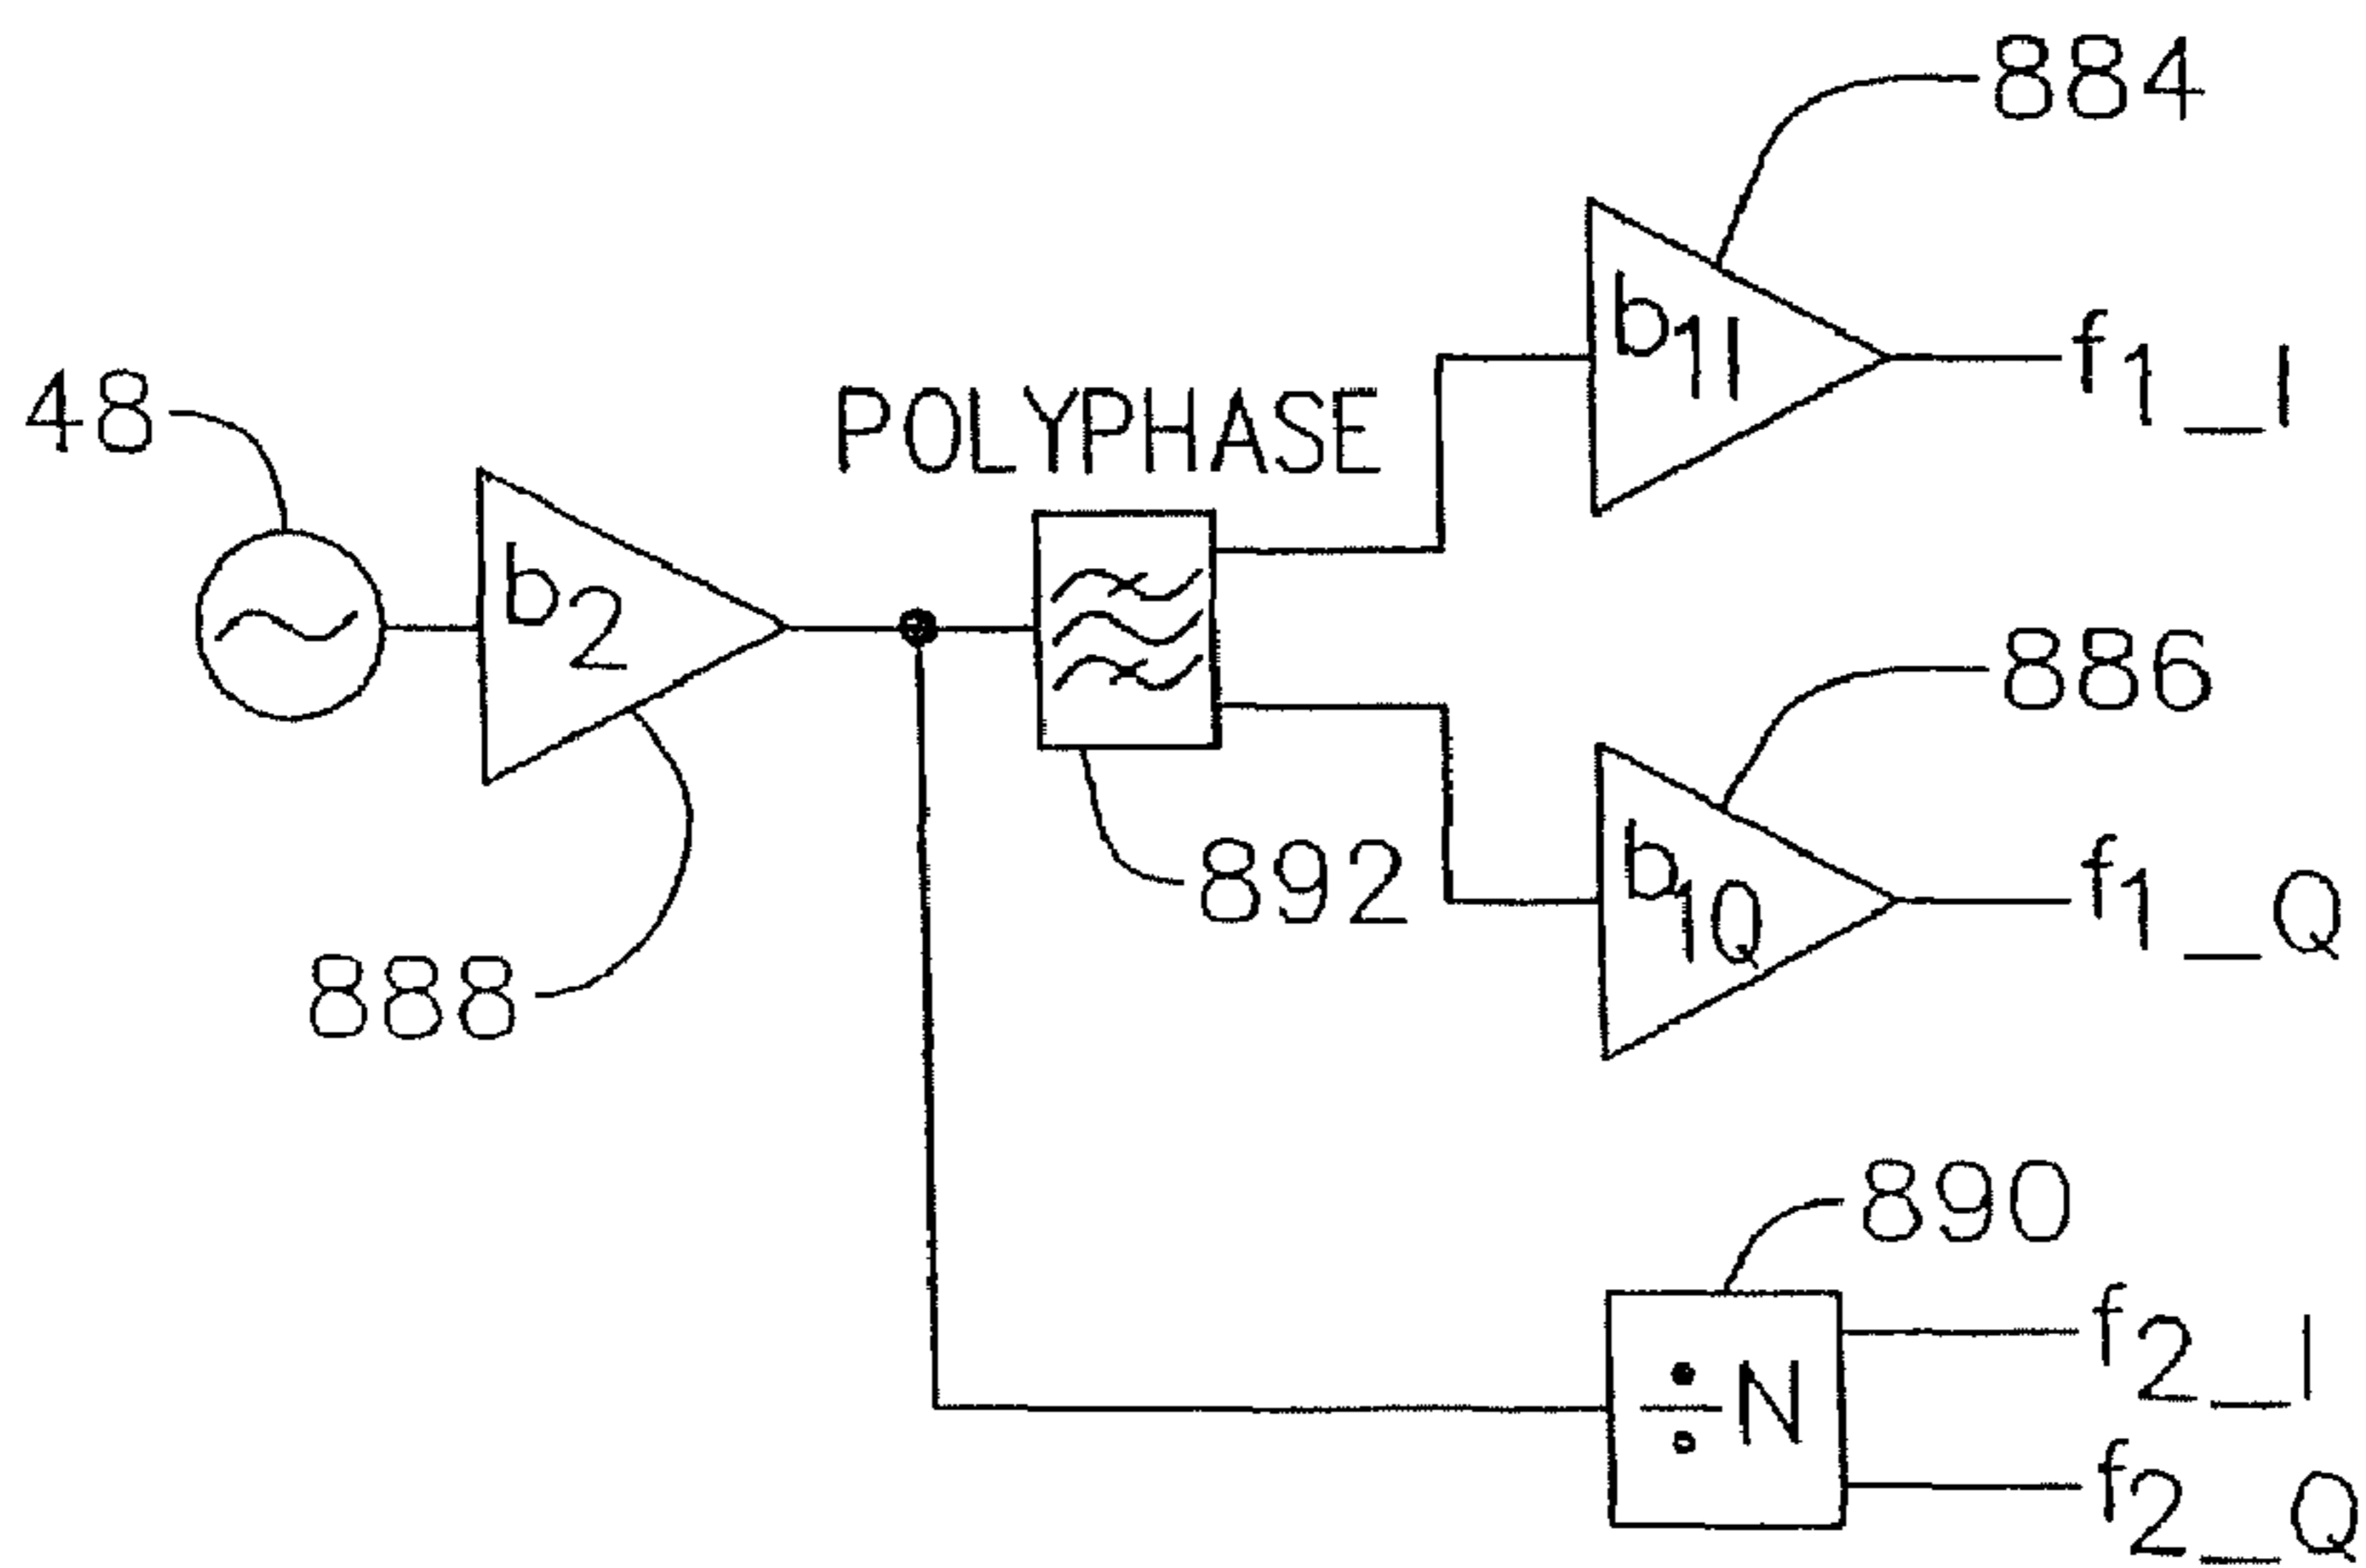 884
b1I
f1_I
48
POLYPHASE
b2
886
892
b1Q
f1_Q
888
890
÷N
f2_I
f2_Q